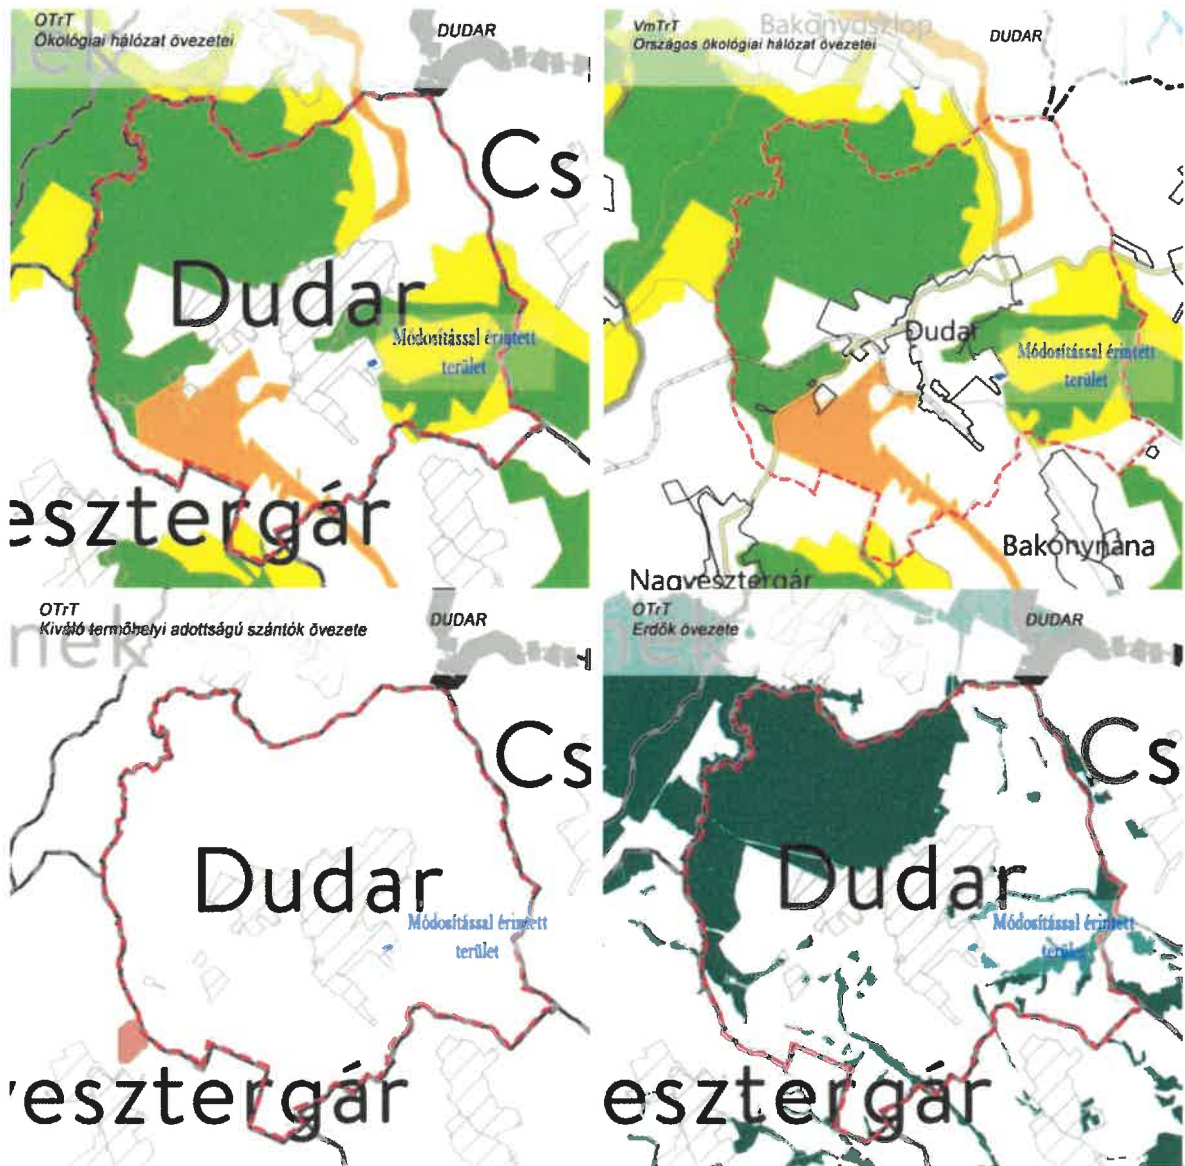 OTrT
Ökológiai hálózat övezetei
DUDAR
Cs
Dudar
Módosítással érintett
terület
esztergár
VmTrT
Bakonyoszlop
Országos ökológiai hálózat övezetei
DUDAR
Dudar
Módosítással érintett
terület
Bakonynána
Nagyesztergár
OTrT
Kiváló termőhelyi adottságú szántók övezete
nek
DUDAR
Cs
Dudar
Módosítással érintett
terület
esztergár
OTrT
Erdők övezete
nek
DUDAR
Cs
Dudar
Módosítással érintett
terület
esztergár